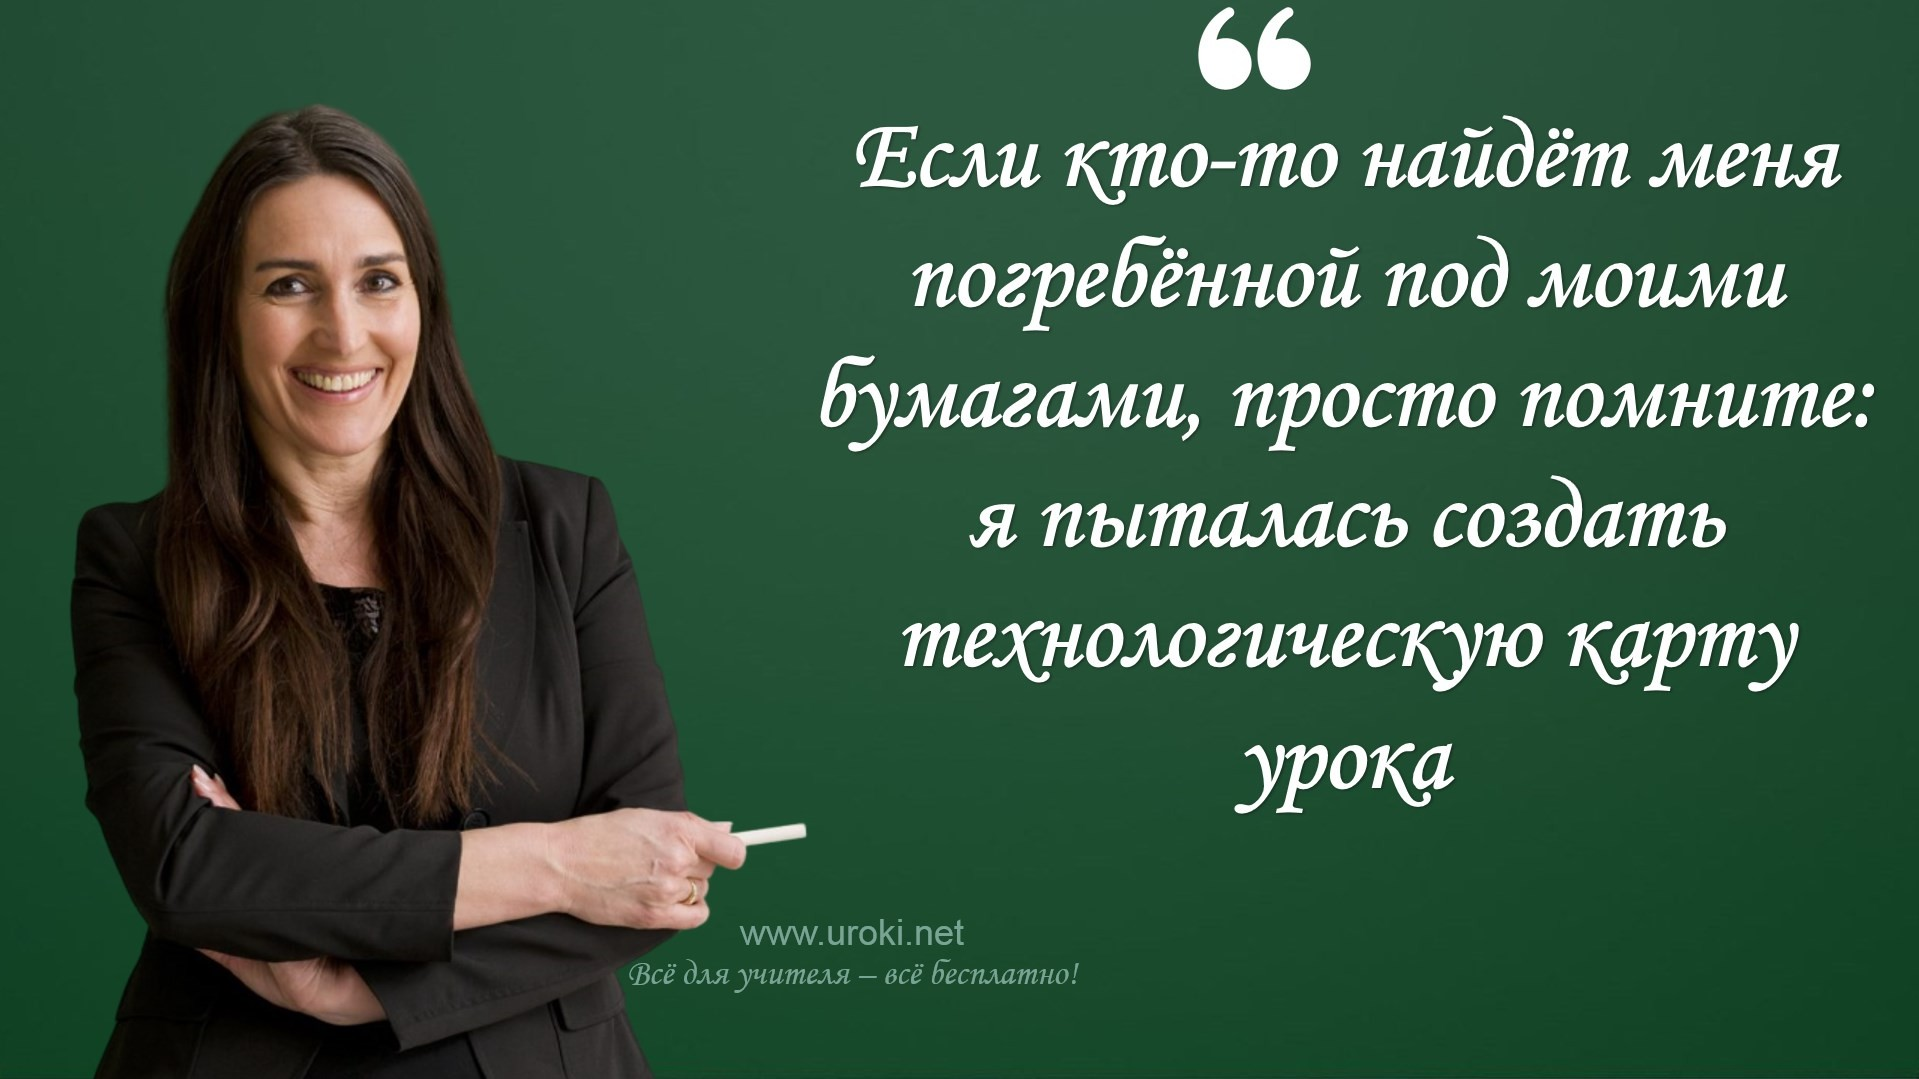 ❝
Если кто-то найдёт меня
погребённой под моими
бумагами, просто помните:
я пыталась создать
технологическую карту
урока
www.uroki.net
Всё для учителя – всё бесплатно!